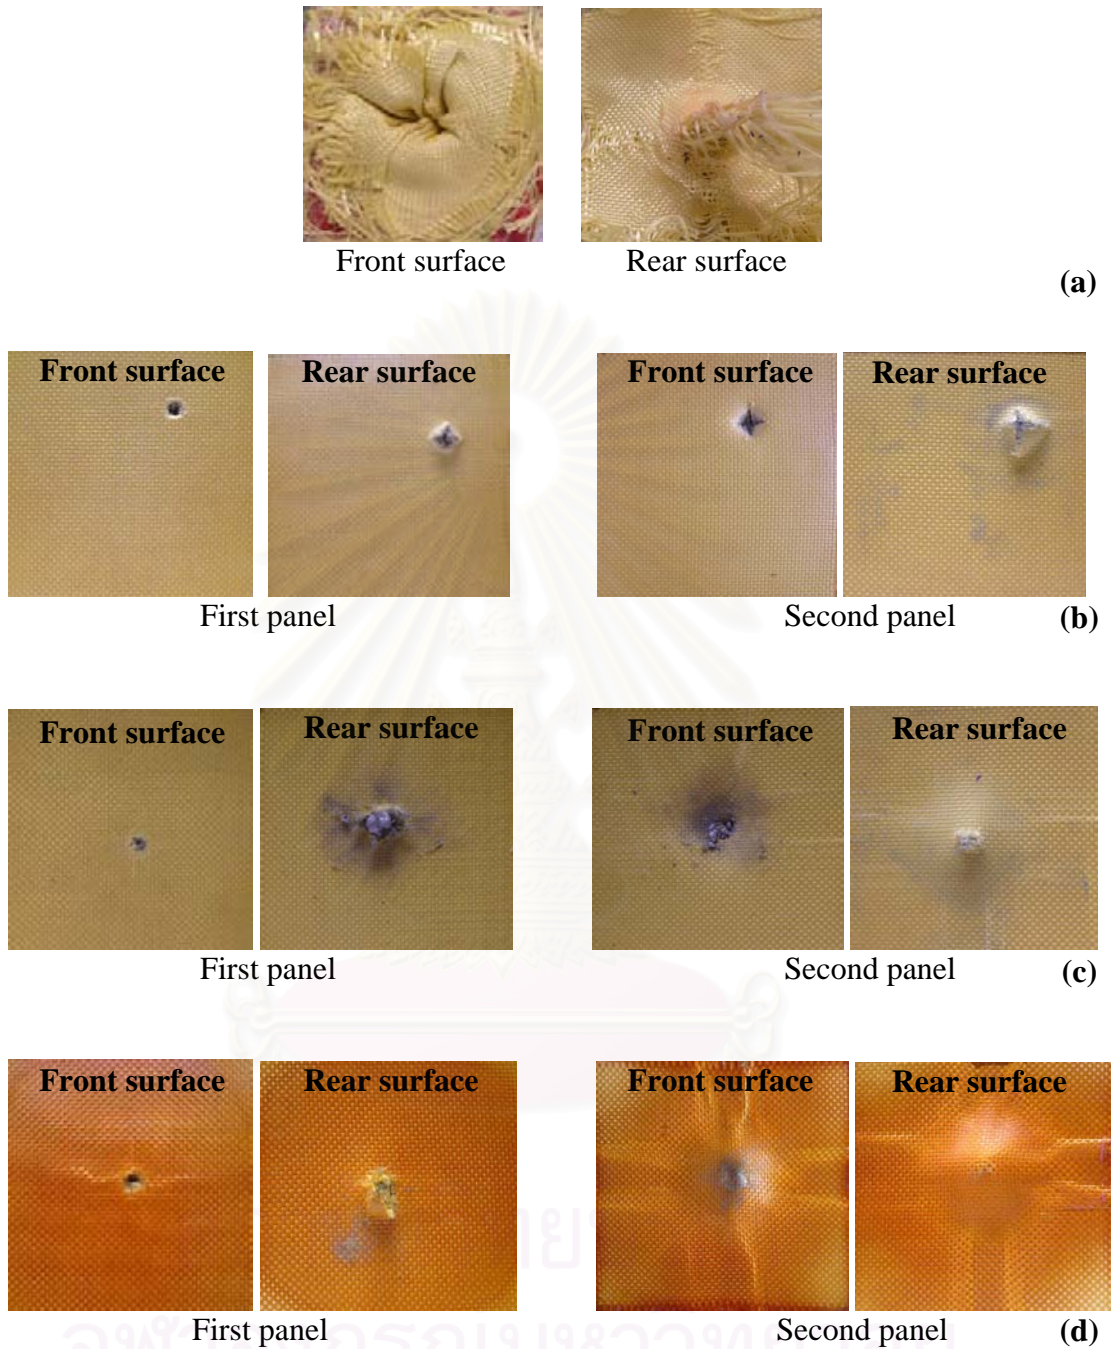 Front surface Rear surface
(a)
Front surface Rear surface Front surface Rear surface
First panel Second panel (b)
Front surface Rear surface Front surface Rear surface
First panel Second panel (c)
Front surface Rear surface Front surface Rear surface
First panel Second panel (d)